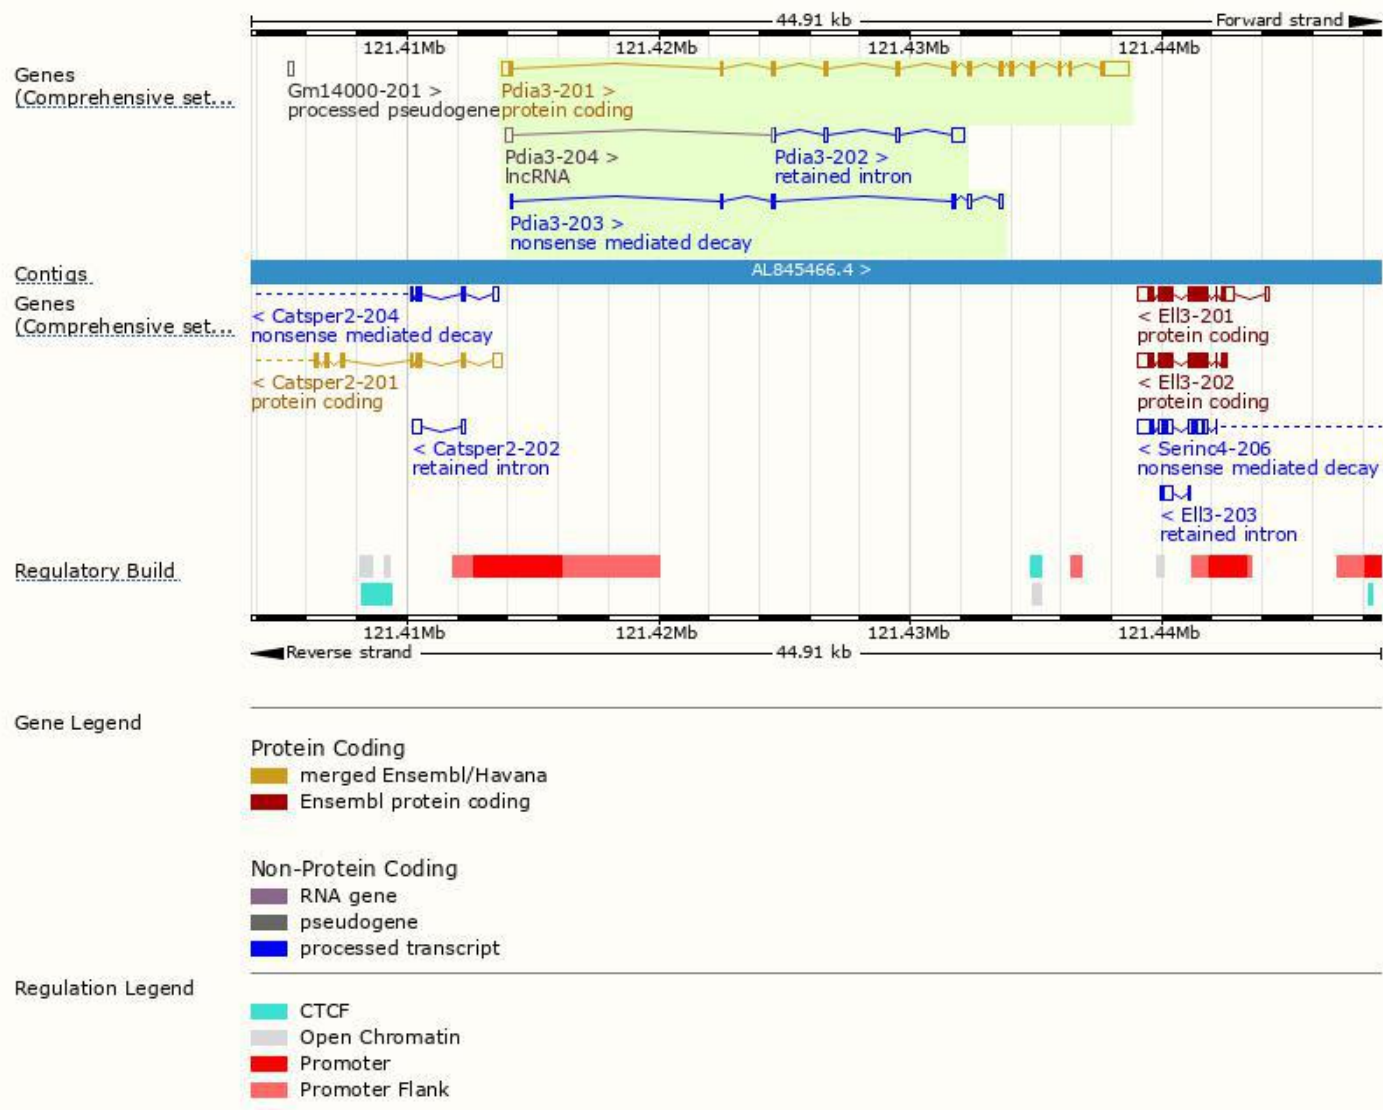 44.91 kb Forward strand
121.41Mb 121.42Mb 121.43Mb 121.44Mb
Genes
(Comprehensive set...
Gm14000-201 >
processed pseudogene
Pdia3-201 >
protein coding
Pdia3-204 >
lncRNA
Pdia3-202 >
retained intron
Pdia3-203 >
nonsense mediated decay
Contigs
AL845466.4 >
Genes
(Comprehensive set...
< Catsper2-204
nonsense mediated decay
< Ell3-201
protein coding
< Catsper2-201
protein coding
< Ell3-202
protein coding
< Catsper2-202
retained intron
< Serinc4-206
nonsense mediated decay
< Ell3-203
retained intron
Regulatory Build
121.41Mb 121.42Mb 121.43Mb 121.44Mb
Reverse strand 44.91 kb
Gene Legend
Protein Coding
merged Ensembl/Havana
Ensembl protein coding
Non-Protein Coding
RNA gene
pseudogene
processed transcript
Regulation Legend
CTCF
Open Chromatin
Promoter
Promoter Flank